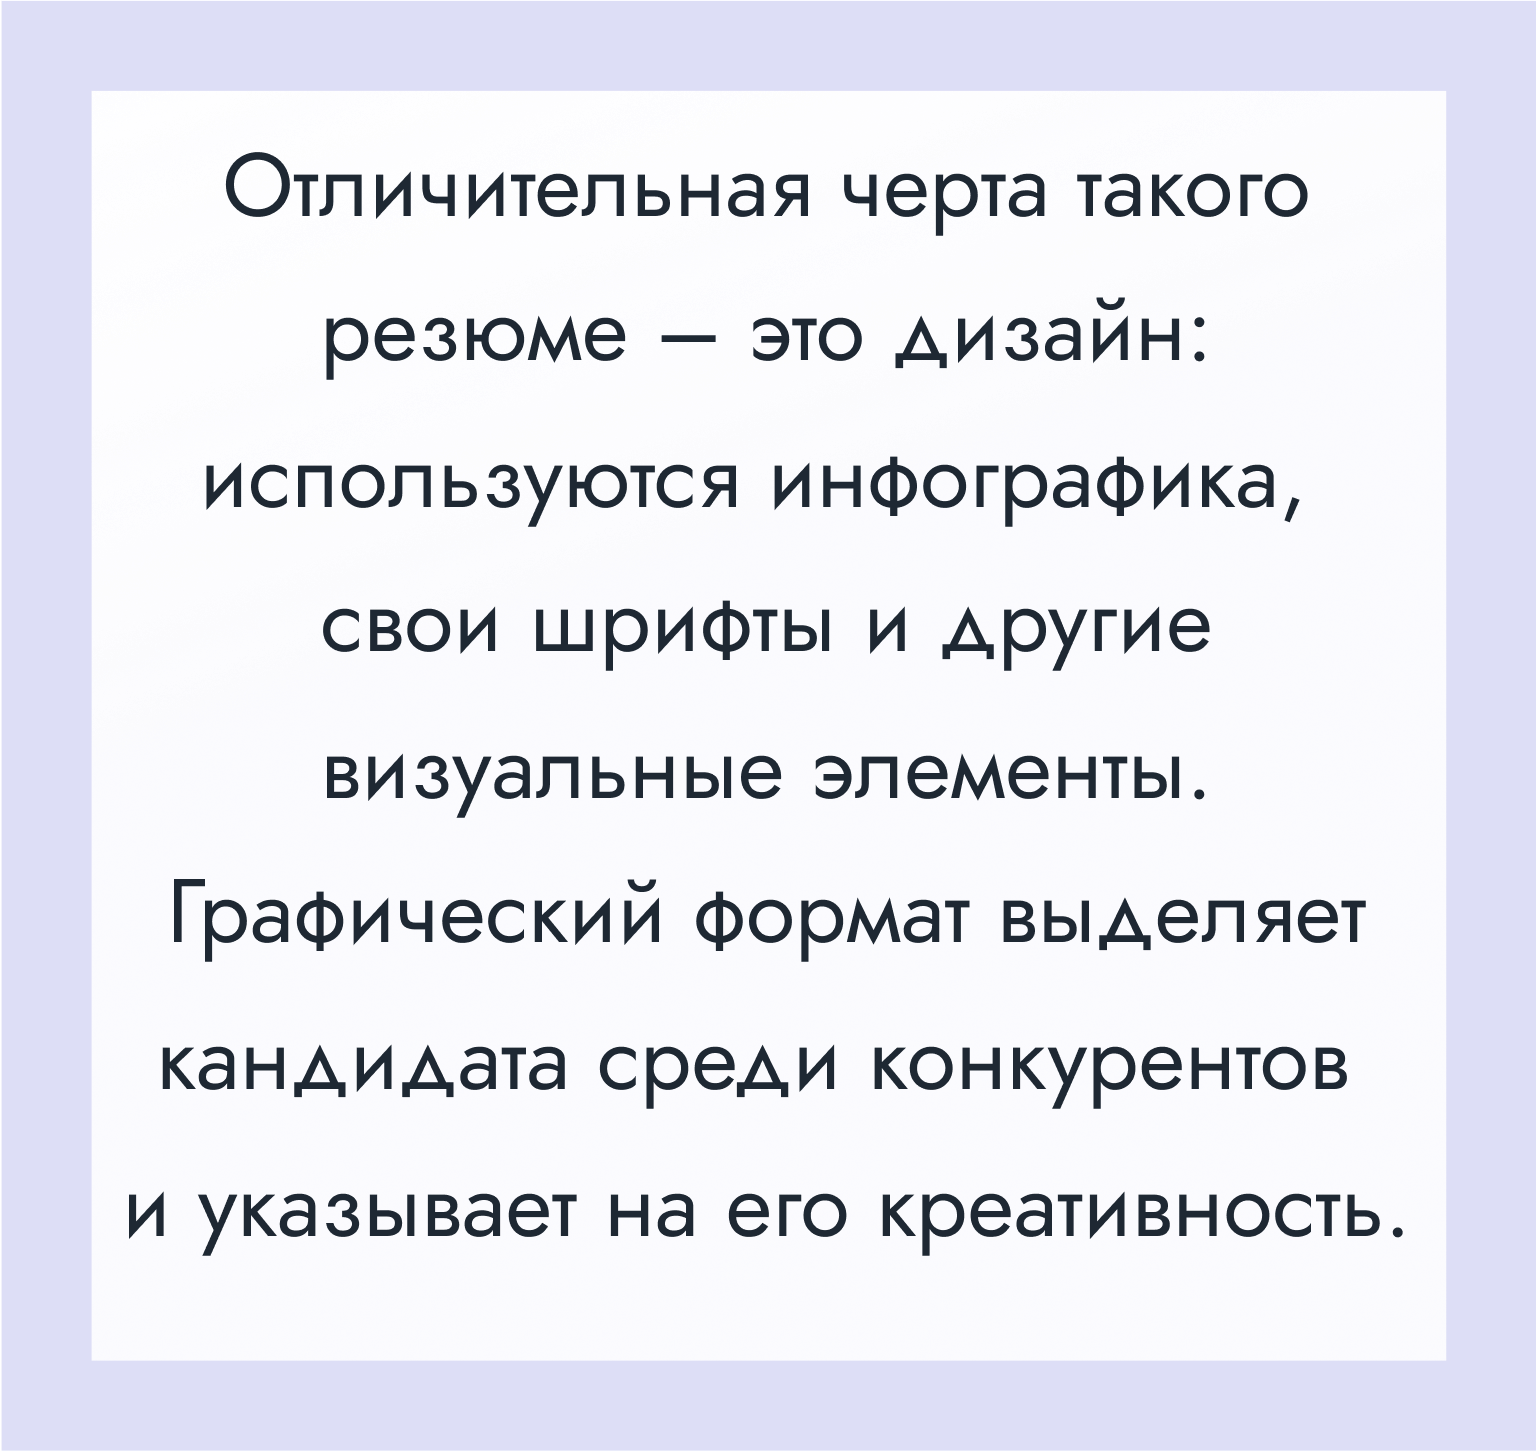 Отличительная черта такого
резюме – это дизайн:
используются инфографика,
свои шрифты и другие
визуальные элементы.
Графический формат выделяет
кандидата среди конкурентов
и указывает на его креативность.